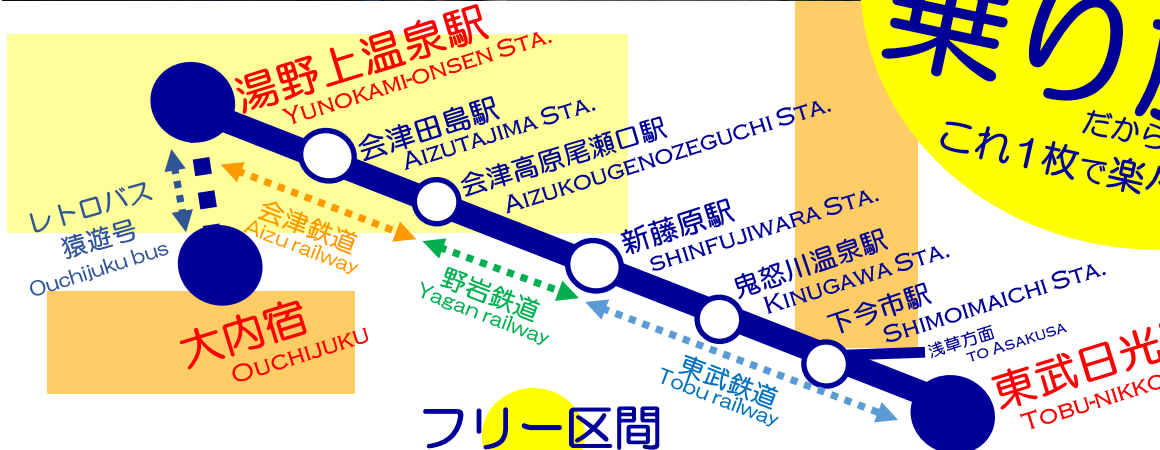 湯野上温泉駅
YUNOKAMI-ONSEN STA.
会津田島駅
AIZUTAJIMA STA.
会津高原尾瀬口駅
AIZUKOUGENOZEGUCHI STA.
新藤原駅
SHINFUJIWARA STA.
鬼怒川温泉駅
KINUGAWA STA.
下今市駅
SHIMOIMAICHI STA.
浅草方面
TO ASAKUSA
東武日光
TOBU-NIKKO
レトロバス
猿遊号
Ouchijuku bus
会津鉄道
Aizu railway
野岩鉄道
Yagan railway
東武鉄道
Tobu railway
大内宿
OUCHIJUKU
フリー区間
乗り
だから
これ1枚で楽